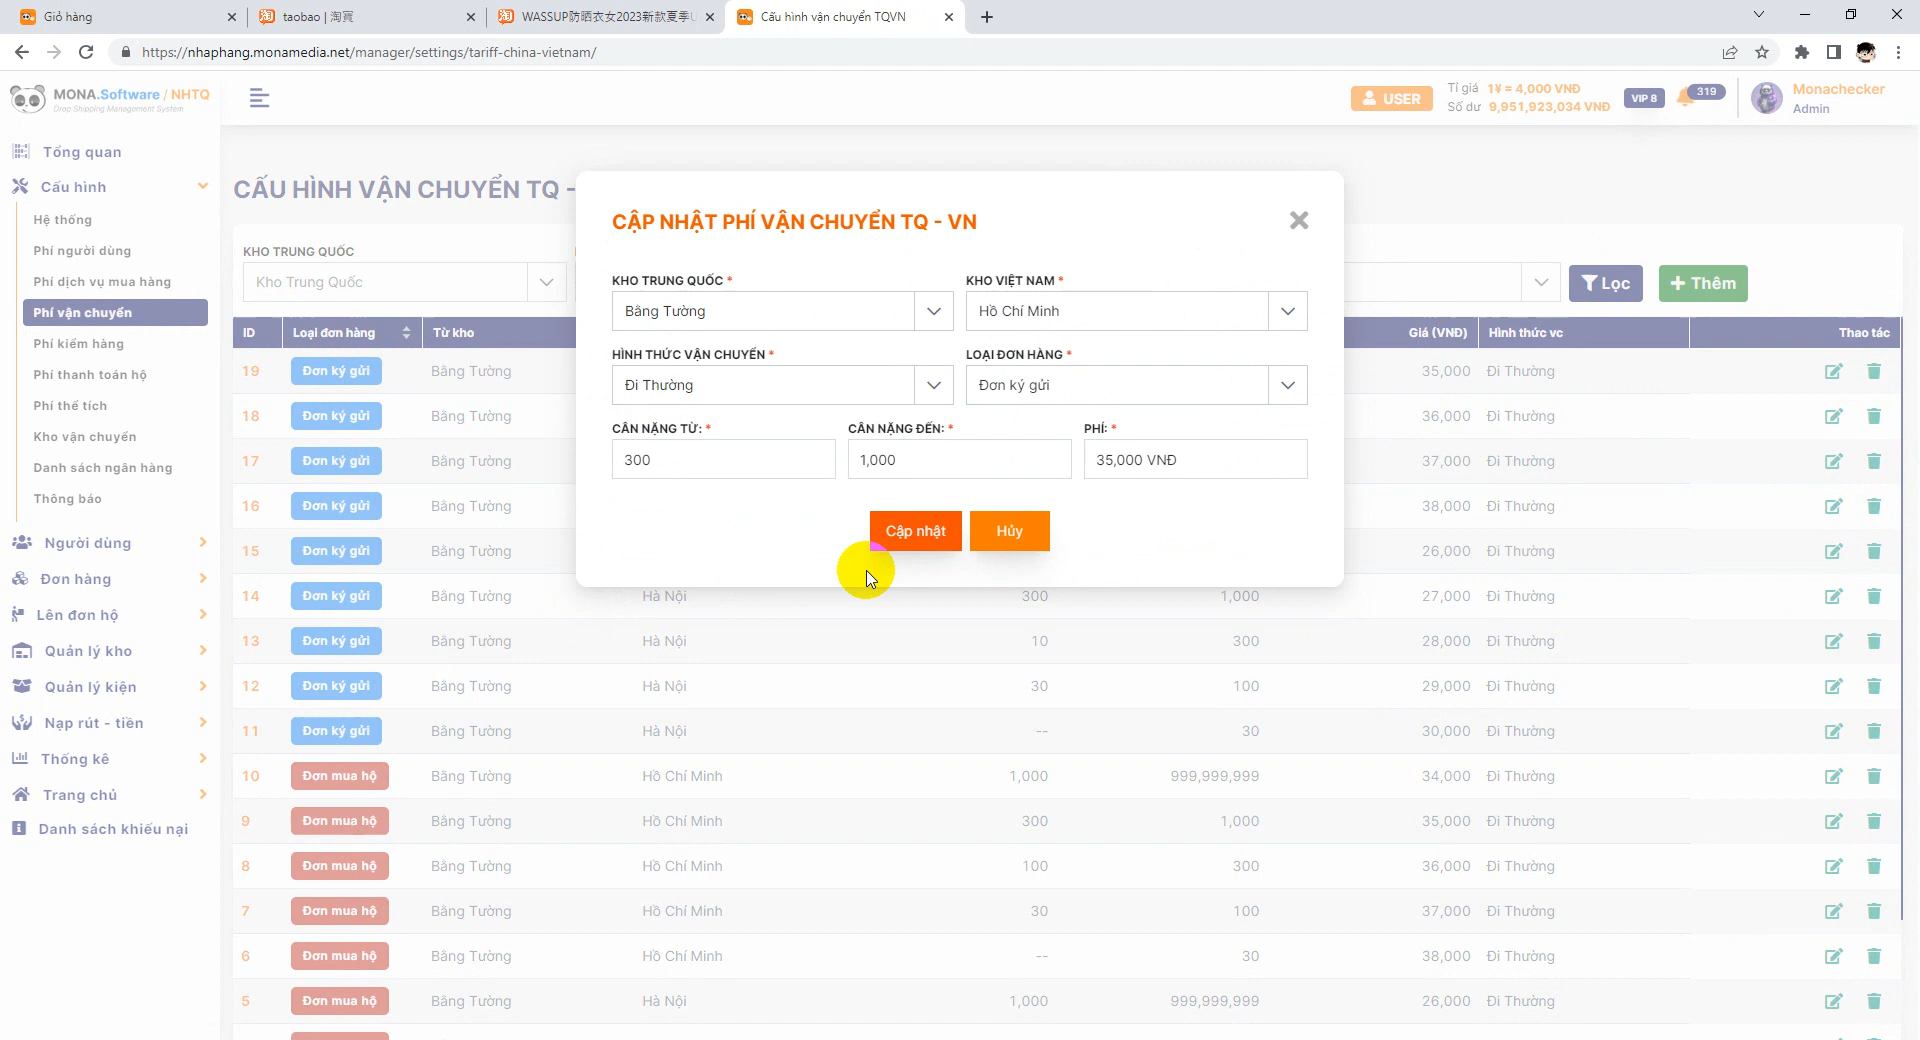 Giỏ hàng
taobao | 淘寶
WASSUP防晒衣女2023新款夏季U
Cấu hình vận chuyển TQVN
https://nhaphang.monamedia.net/manager/settings/tariff-china-vietnam/
MONA.Software / NHTQ
Drop Shipping Management System
USER
Tỉ giá 1¥ = 4,000 VNĐ
Số dư 9,951,923,034 VNĐ
VIP 8
319
Monachecker
Admin
Tổng quan
Cấu hình
Hệ thống
Phí người dùng
Phí dịch vụ mua hàng
Phí vận chuyển
Phí kiểm hàng
Phí thanh toán hộ
Phí thể tích
Kho vận chuyển
Danh sách ngân hàng
Thông báo
Người dùng
Đơn hàng
Lên đơn hộ
Quản lý kho
Quản lý kiện
Nạp rút - tiền
Thống kê
Trang chủ
Danh sách khiếu nại
CẤU HÌNH VẬN CHUYỂN TQ -
KHO TRUNG QUỐC
Kho Trung Quốc
Lọc
Thêm
CẬP NHẬT PHÍ VẬN CHUYỂN TQ - VN
KHO TRUNG QUỐC *
Bằng Tường
KHO VIỆT NAM *
Hồ Chí Minh
HÌNH THỨC VẬN CHUYỂN *
Đi Thường
LOẠI ĐƠN HÀNG *
Đơn ký gửi
CÂN NẶNG TỪ: *
300
CÂN NẶNG ĐẾN: *
1,000
PHÍ: *
35,000 VNĐ
Cập nhật
Hủy
ID Loại đơn hàng Từ kho Giá (VNĐ) Hình thức vc Thao tác
19 Đơn ký gửi Bằng Tường 35,000 Đi Thường
18 Đơn ký gửi Bằng Tường 36,000 Đi Thường
17 Đơn ký gửi Bằng Tường 37,000 Đi Thường
16 Đơn ký gửi Bằng Tường 38,000 Đi Thường
15 Đơn ký gửi Bằng Tường 26,000 Đi Thường
14 Đơn ký gửi Bằng Tường Hà Nội 300 1,000 27,000 Đi Thường
13 Đơn ký gửi Bằng Tường Hà Nội 10 300 28,000 Đi Thường
12 Đơn ký gửi Bằng Tường Hà Nội 30 100 29,000 Đi Thường
11 Đơn ký gửi Bằng Tường Hà Nội -- 30 30,000 Đi Thường
10 Đơn mua hộ Bằng Tường Hồ Chí Minh 1,000 999,999,999 34,000 Đi Thường
9 Đơn mua hộ Bằng Tường Hồ Chí Minh 300 1,000 35,000 Đi Thường
8 Đơn mua hộ Bằng Tường Hồ Chí Minh 100 300 36,000 Đi Thường
7 Đơn mua hộ Bằng Tường Hồ Chí Minh 30 100 37,000 Đi Thường
6 Đơn mua hộ Bằng Tường Hồ Chí Minh -- 30 38,000 Đi Thường
5 Đơn mua hộ Bằng Tường Hà Nội 1,000 999,999,999 26,000 Đi Thường